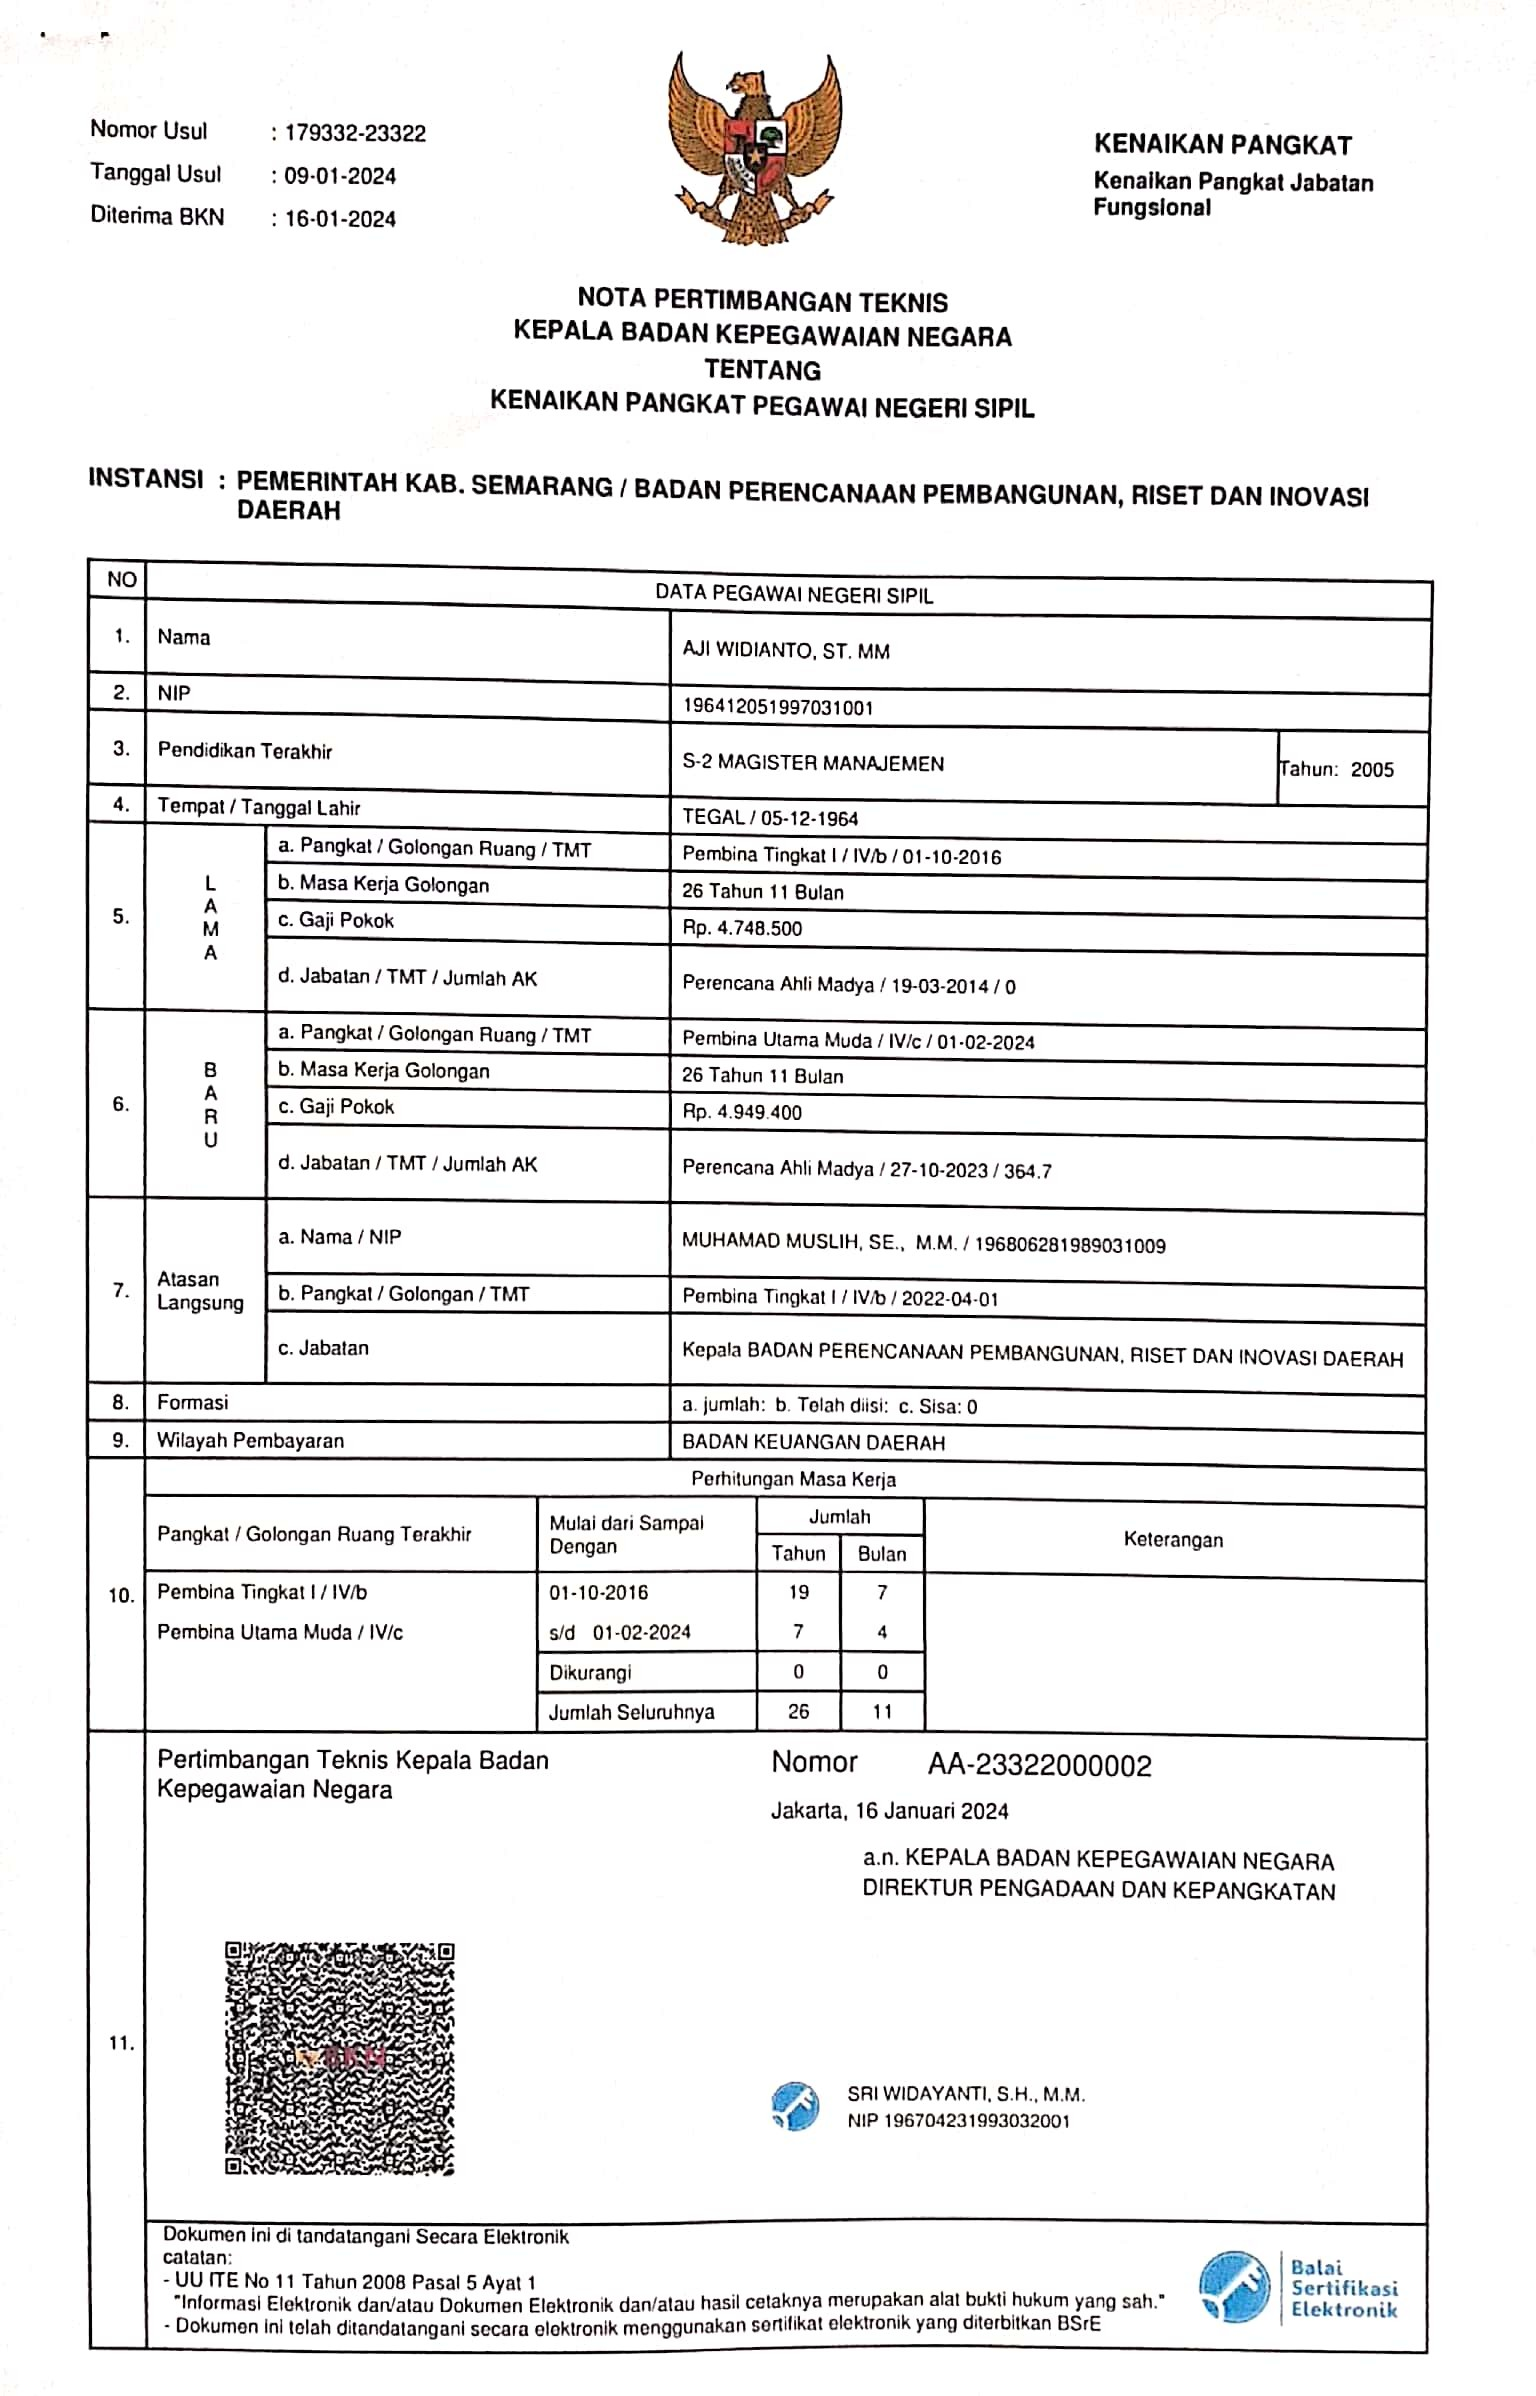 Nomor Usul : 179332-23322
Tanggal Usul : 09-01-2024
Diterima BKN : 16-01-2024
KENAIKAN PANGKAT
Kenaikan Pangkat Jabatan
Fungsional
NOTA PERTIMBANGAN TEKNIS
KEPALA BADAN KEPEGAWAIAN NEGARA
TENTANG
KENAIKAN PANGKAT PEGAWAI NEGERI SIPIL
INSTANSI : PEMERINTAH KAB. SEMARANG / BADAN PERENCANAAN PEMBANGUNAN, RISET DAN INOVASI
DAERAH
NO DATA PEGAWAI NEGERI SIPIL
1. Nama AJI WIDIANTO, ST. MM
2. NIP 196412051997031001
3. Pendidikan Terakhir S-2 MAGISTER MANAJEMEN Tahun: 2005
4. Tempat / Tanggal Lahir TEGAL / 05-12-1964
5. LAMA
a. Pangkat / Golongan Ruang / TMT Pembina Tingkat I / IV/b / 01-10-2016
b. Masa Kerja Golongan 26 Tahun 11 Bulan
c. Gaji Pokok Rp. 4.748.500
d. Jabatan / TMT / Jumlah AK Perencana Ahli Madya / 19-03-2014 / 0
6. BARU
a. Pangkat / Golongan Ruang / TMT Pembina Utama Muda / IV/c / 01-02-2024
b. Masa Kerja Golongan 26 Tahun 11 Bulan
c. Gaji Pokok Rp. 4.949.400
d. Jabatan / TMT / Jumlah AK Perencana Ahli Madya / 27-10-2023 / 364.7
7. Atasan Langsung
a. Nama / NIP MUHAMAD MUSLIH, SE., M.M. / 196806281989031009
b. Pangkat / Golongan / TMT Pembina Tingkat I / IV/b / 2022-04-01
c. Jabatan Kepala BADAN PERENCANAAN PEMBANGUNAN, RISET DAN INOVASI DAERAH
8. Formasi a. jumlah: b. Telah diisi: c. Sisa: 0
9. Wilayah Pembayaran BADAN KEUANGAN DAERAH
10. Perhitungan Masa Kerja
Pangkat / Golongan Ruang Terakhir Mulai dari Sampai Dengan Jumlah Keterangan
Tahun Bulan
Pembina Tingkat I / IV/b 01-10-2016 19 7
Pembina Utama Muda / IV/c s/d 01-02-2024 7 4
Dikurangi 0 0
Jumlah Seluruhnya 26 11
11. Pertimbangan Teknis Kepala Badan
Kepegawaian Negara
Nomor AA-23322000002
Jakarta, 16 Januari 2024
a.n. KEPALA BADAN KEPEGAWAIAN NEGARA
DIREKTUR PENGADAAN DAN KEPANGKATAN
BKN
SRI WIDAYANTI, S.H., M.M.
NIP 196704231993032001
Dokumen ini di tandatangani Secara Elektronik
catatan:
- UU ITE No 11 Tahun 2008 Pasal 5 Ayat 1
"Informasi Elektronik dan/atau Dokumen Elektronik dan/atau hasil cetaknya merupakan alat bukti hukum yang sah."
- Dokumen ini telah ditandatangani secara elektronik menggunakan sertifikat elektronik yang diterbitkan BSrE
Balai
Sertifikasi
Elektronik